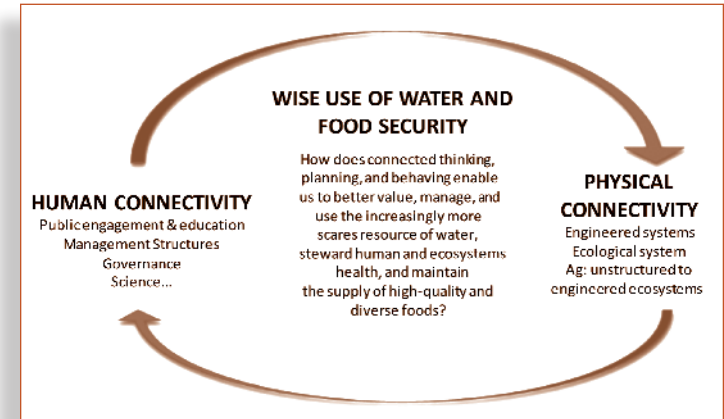 WISE USE OF WATER AND
FOOD SECURITY
How does connected thinking,
planning, and behaving enable
us to better value, manage, and
use the increasingly more
scares resource of water,
steward human and ecosystems
health, and maintain
the supply of high-quality and
diverse foods?
HUMAN CONNECTIVITY
Public engagement & education
Management Structures
Governance
Science...
PHYSICAL
CONNECTIVITY
Engineered systems
Ecological system
Ag: unstructured to
engineered ecosystems